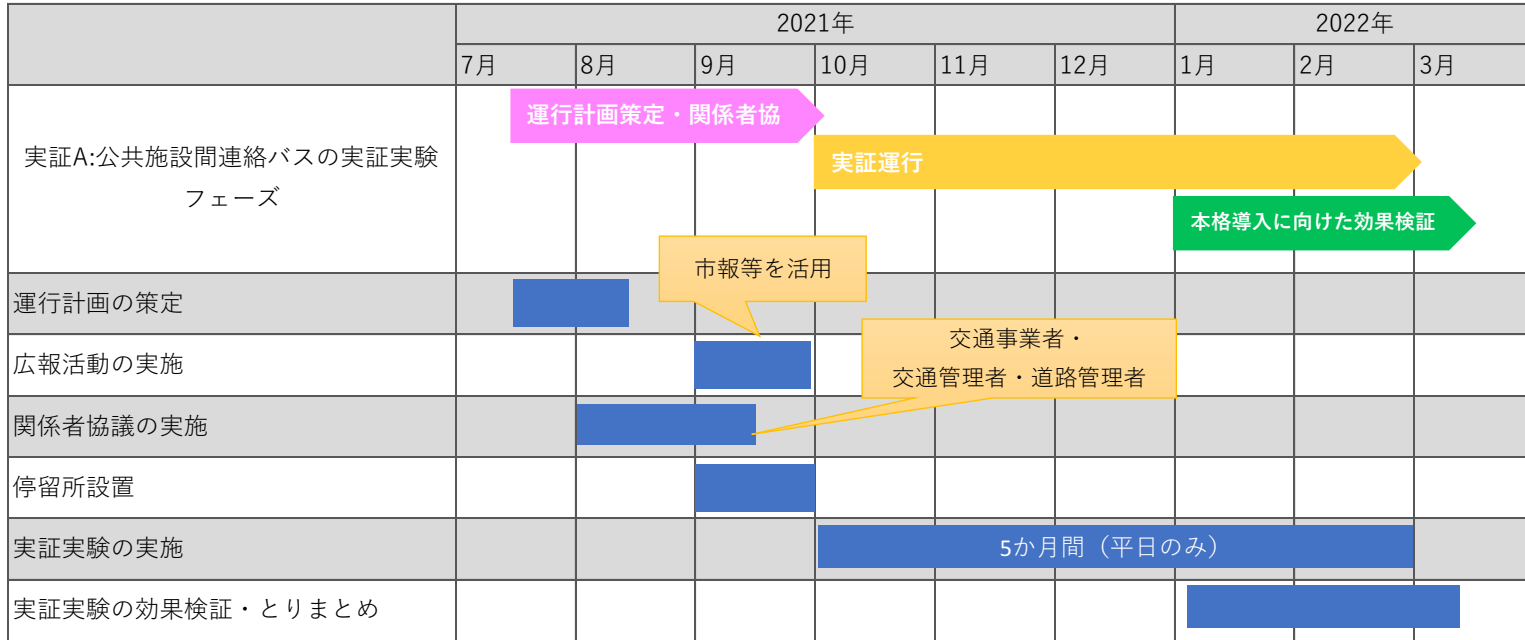 2021年
2022年
7月
8月
9月
10月
11月
12月
1月
2月
3月
実証A:公共施設間連絡バスの実証実験
フェーズ
運行計画策定・関係者協
実証運行
本格導入に向けた効果検証
市報等を活用
運行計画の策定
交通事業者・
交通管理者・道路管理者
広報活動の実施
関係者協議の実施
停留所設置
実証実験の実施
5か月間（平日のみ）
実証実験の効果検証・とりまとめ